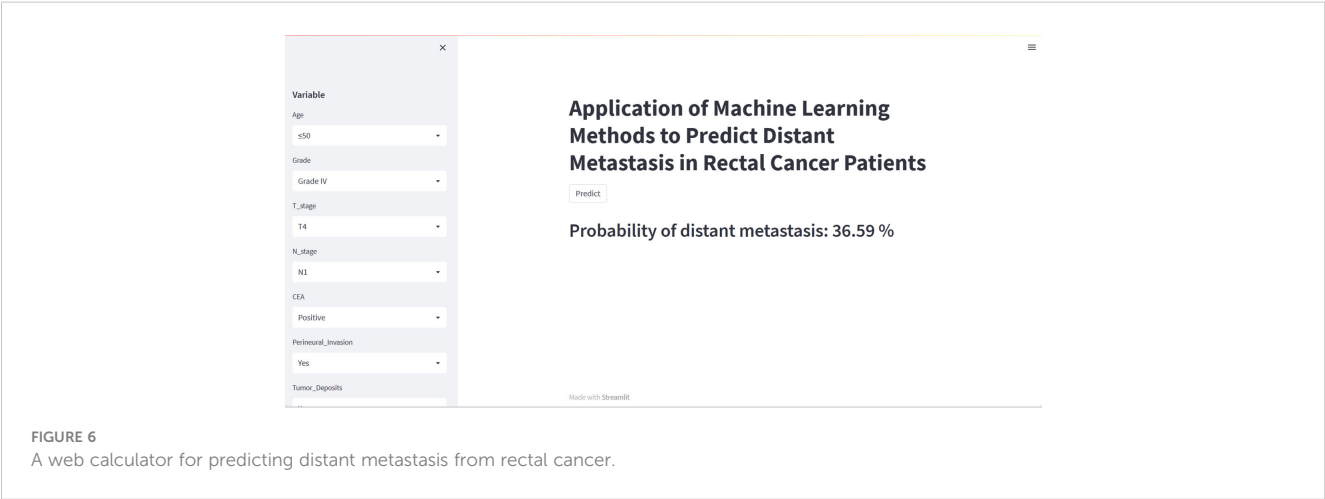 Variable
Age
≤50
Grade
Grade IV
T_stage
T4
N_stage
N1
CEA
Positive
Perineural_Invasion
Yes
Tumor_Deposits
Application of Machine Learning
Methods to Predict Distant
Metastasis in Rectal Cancer Patients
Predict
Probability of distant metastasis: 36.59 %
Made with Streamlit
FIGURE 6
A web calculator for predicting distant metastasis from rectal cancer.